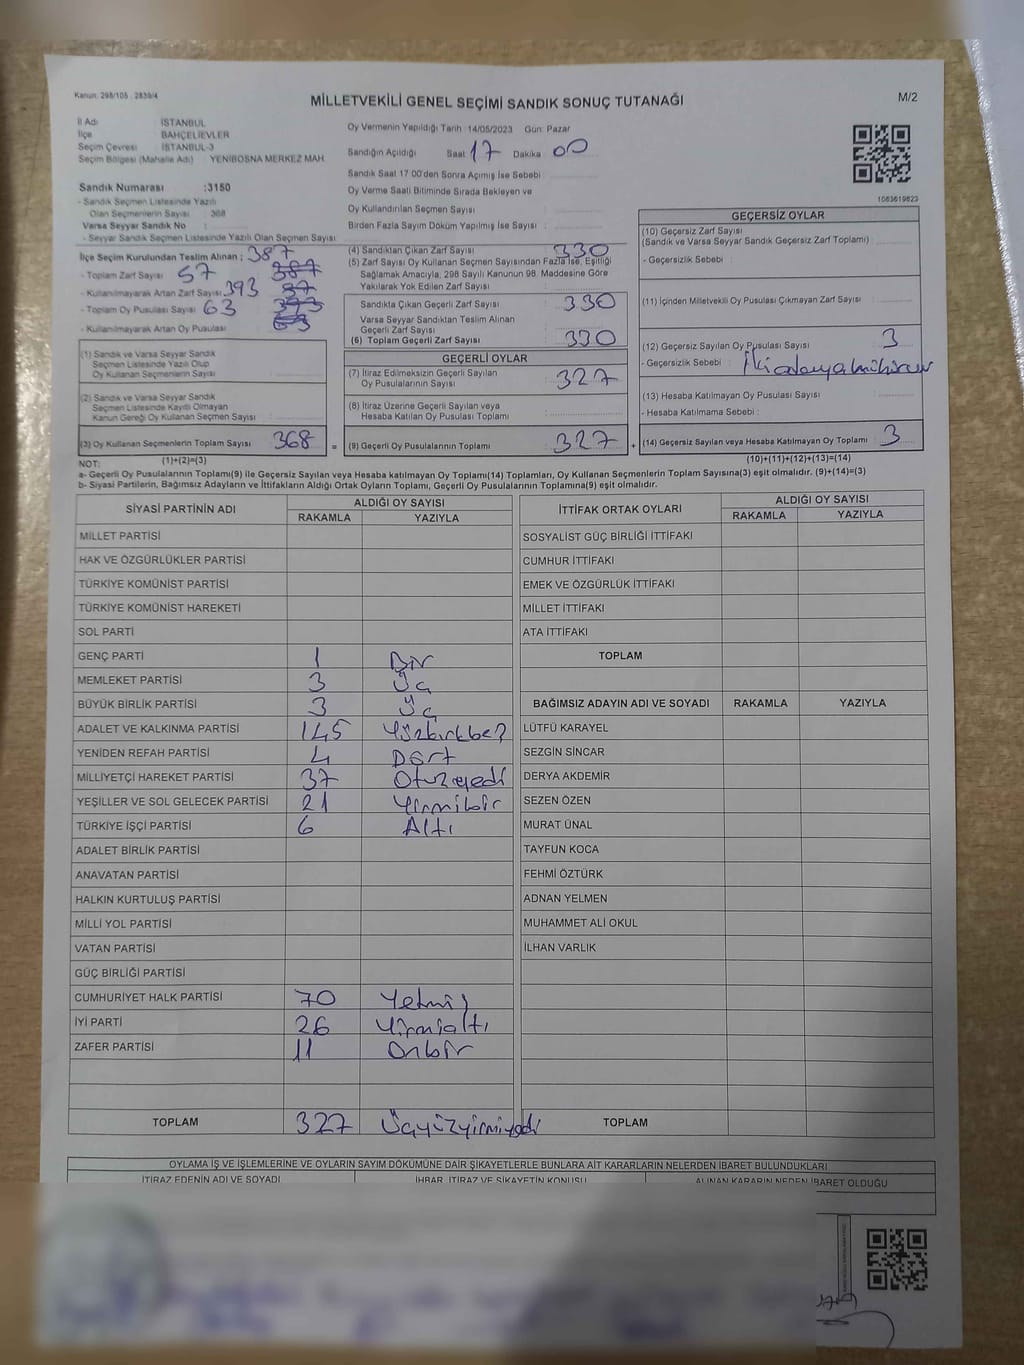 Kanun: 298/105 - 2839/4
MİLLETVEKİLİ GENEL SEÇİMİ SANDIK SONUÇ TUTANAĞI
M/2
İl Adı : İSTANBUL
İlçe : BAHÇELİEVLER
Seçim Çevresi : İSTANBUL-3
Seçim Bölgesi (Mahalle Adı) : YENİBOSNA MERKEZ MAH.
Sandık Numarası :3150
- Sandık Seçmen Listesinde Yazılı
Olan Seçmenlerin Sayısı : 368
Varsa Seyyar Sandık No :
- Seyyar Sandık Seçmen Listesinde Yazılı Olan Seçmen Sayısı:
İlçe Seçim Kurulundan Teslim Alınan ; 387
- Toplam Zarf Sayısı 57 387
- Kullanılmayarak Artan Zarf Sayısı : 393 57
- Toplam Oy Pusulası Sayısı : 63 393
- Kullanılmayarak Artan Oy Pusulası 63
(1) Sandık ve Varsa Seyyar Sandık
Seçmen Listesinde Yazılı Olup
Oy Kullanan Seçmenlerin Sayısı :
(2) Sandık ve Varsa Seyyar Sandık
Seçmen Listesinde Kayıtlı Olmayan
Kanun Gereği Oy Kullanan Seçmen Sayısı :
(3) Oy Kullanan Seçmenlerin Toplam Sayısı : 368 =
(1)+(2)=(3)
Oy Vermenin Yapıldığı Tarih : 14/05/2023 Gün: Pazar
Sandığın Açıldığı Saat 17 Dakika 00
Sandık Saat 17:00'den Sonra Açılmış İse Sebebi :
Oy Verme Saati Bitiminde Sırada Bekleyen ve
Oy Kullandırılan Seçmen Sayısı :
Birden Fazla Sayım Döküm Yapılmış İse Sayısı :
(4) Sandıktan Çıkan Zarf Sayısı : 330
(5) Zarf Sayısı Oy Kullanan Seçmen Sayısından Fazla İse, Eşitliği
Sağlamak Amacıyla, 298 Sayılı Kanunun 98. Maddesine Göre
Yakılarak Yok Edilen Zarf Sayısı :
Sandıkta Çıkan Geçerli Zarf Sayısı : 330
Varsa Seyyar Sandıktan Teslim Alınan
Geçerli Zarf Sayısı :
(6) Toplam Geçerli Zarf Sayısı : 330
GEÇERLİ OYLAR
(7) İtiraz Edilmeksizin Geçerli Sayılan
Oy Pusulalarının Sayısı : 327
(8) İtiraz Üzerine Geçerli Sayılan veya
Hesaba Katılan Oy Pusulası Toplamı :
(9) Geçerli Oy Pusulalarının Toplamı : 327 +
1083619823
GEÇERSİZ OYLAR
(10) Geçersiz Zarf Sayısı
(Sandık ve Varsa Seyyar Sandık Geçersiz Zarf Toplamı) :
- Geçersizlik Sebebi :
(11) İçinden Milletvekili Oy Pusulası Çıkmayan Zarf Sayısı :
(12) Geçersiz Sayılan Oy Pusulası Sayısı : 3
- Geçersizlik Sebebi :
(13) Hesaba Katılmayan Oy Pusulası Sayısı :
- Hesaba Katılmama Sebebi :
(14) Geçersiz Sayılan veya Hesaba Katılmayan Oy Toplamı : 3
(10)+(11)+(12)+(13)=(14)
NOT:
a- Geçerli Oy Pusulalarının Toplamı(9) ile Geçersiz Sayılan veya Hesaba katılmayan Oy Toplamı(14) Toplamları, Oy Kullanan Seçmenlerin Toplam Sayısına(3) eşit olmalıdır. (9)+(14)=(3)
b- Siyasi Partilerin, Bağımsız Adayların ve İttifakların Aldığı Ortak Oyların Toplamı, Geçerli Oy Pusulalarının Toplamına(9) eşit olmalıdır.
SİYASİ PARTİNİN ADI ALDIĞI OY SAYISI
RAKAMLA YAZIYLA
MİLLET PARTİSİ
HAK VE ÖZGÜRLÜKLER PARTİSİ
TÜRKİYE KOMÜNİST PARTİSİ
TÜRKİYE KOMÜNİST HAREKETİ
SOL PARTİ
GENÇ PARTİ 1 Bir
MEMLEKET PARTİSİ 3 Üç
BÜYÜK BİRLİK PARTİSİ 3 Üç
ADALET VE KALKINMA PARTİSİ 145 Yüzkırkbeş
YENİDEN REFAH PARTİSİ 4 Dört
MİLLİYETÇİ HAREKET PARTİSİ 37 Otuzyedi
YEŞİLLER VE SOL GELECEK PARTİSİ 21 Yirmibir
TÜRKİYE İŞÇİ PARTİSİ 6 Altı
ADALET BİRLİK PARTİSİ
ANAVATAN PARTİSİ
HALKIN KURTULUŞ PARTİSİ
MİLLİ YOL PARTİSİ
VATAN PARTİSİ
GÜÇ BİRLİĞİ PARTİSİ
CUMHURİYET HALK PARTİSİ 70 Yetmiş
İYİ PARTİ 26 Yirmialtı
ZAFER PARTİSİ 11 Onbir
TOPLAM 327 Üçyüzyirmiyedi
İTTİFAK ORTAK OYLARI ALDIĞI OY SAYISI
RAKAMLA YAZIYLA
SOSYALİST GÜÇ BİRLİĞİ İTTİFAKI
CUMHUR İTTİFAKI
EMEK VE ÖZGÜRLÜK İTTİFAKI
MİLLET İTTİFAKI
ATA İTTİFAKI
TOPLAM
BAĞIMSIZ ADAYIN ADI VE SOYADI RAKAMLA YAZIYLA
LÜTFÜ KARAYEL
SEZGİN SİNCAR
DERYA AKDEMİR
SEZEN ÖZEN
MURAT ÜNAL
TAYFUN KOCA
FEHMİ ÖZTÜRK
ADNAN YELMEN
MUHAMMET ALİ OKUL
İLHAN VARLIK
TOPLAM
OYLAMA İŞ VE İŞLEMLERİNE VE OYLARIN SAYIM DÖKÜMÜNE DAİR ŞİKAYETLERLE BUNLARA AİT KARARLARIN NELERDEN İBARET BULUNDUKLARI
İTİRAZ EDENİN ADI VE SOYADI İHBAR, İTİRAZ VE ŞİKAYETİN KONUSU ALINAN KARARIN NEDEN İBARET OLDUĞU